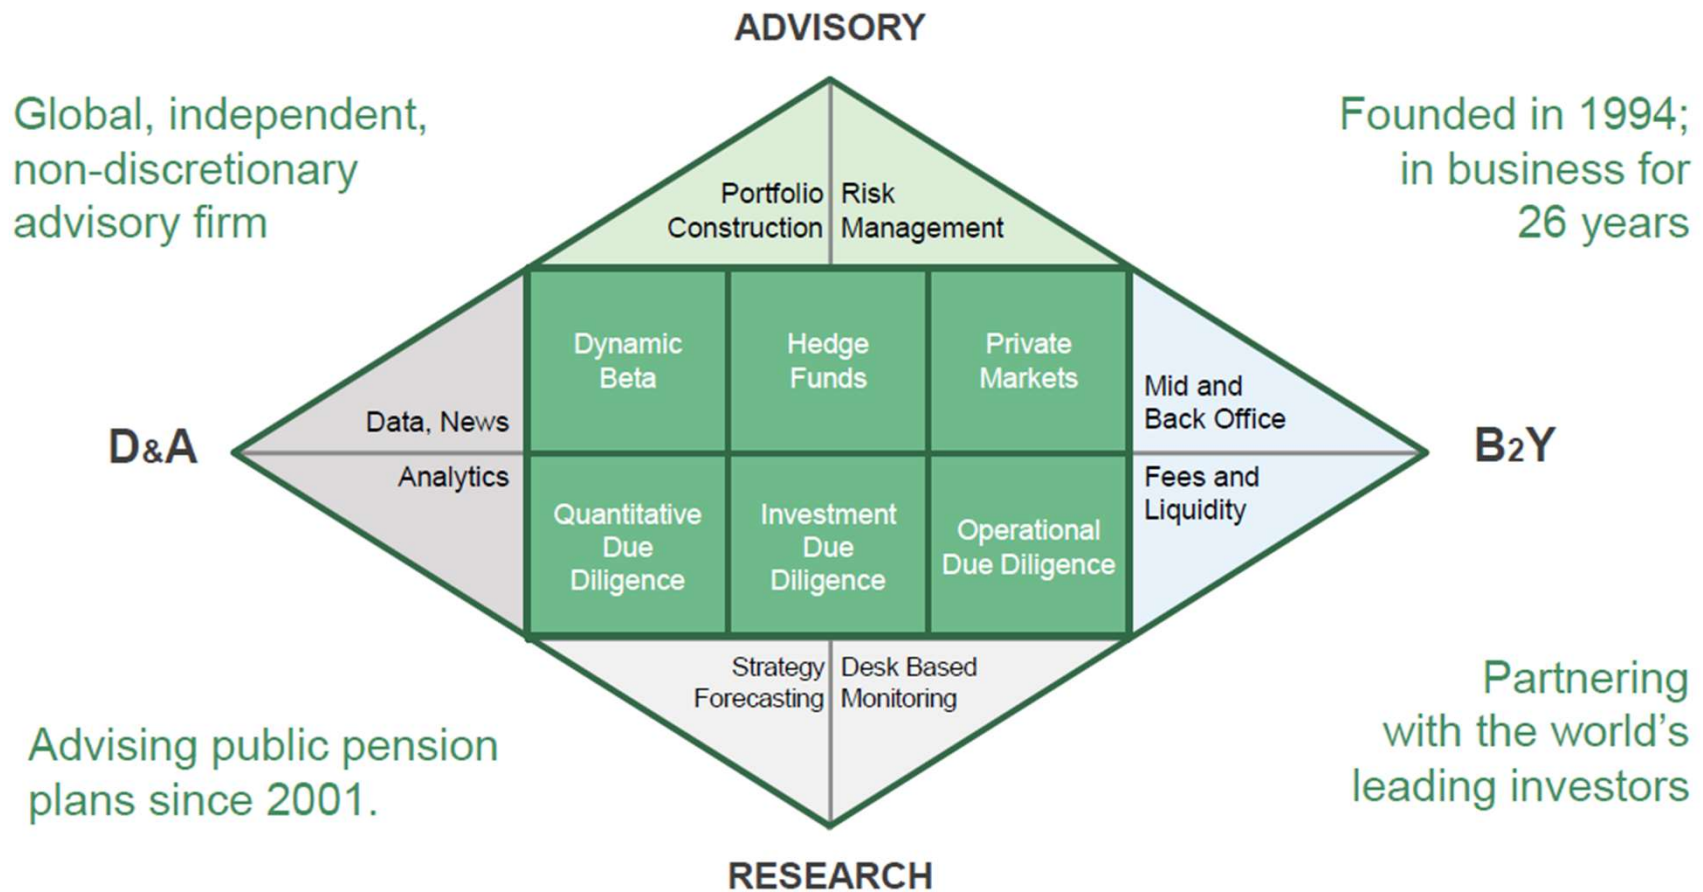 ADVISORY
Global, independent,
non-discretionary
advisory firm
Founded in 1994;
in business for
26 years
Portfolio
Construction
Risk
Management
Dynamic
Beta
Hedge
Funds
Private
Markets
D&A
Data, News
Analytics
Mid and
Back Office
Fees and
Liquidity
B2Y
Quantitative
Due
Diligence
Investment
Due
Diligence
Operational
Due Diligence
Strategy
Forecasting
Desk Based
Monitoring
Advising public pension
plans since 2001.
Partnering
with the world’s
leading investors
RESEARCH